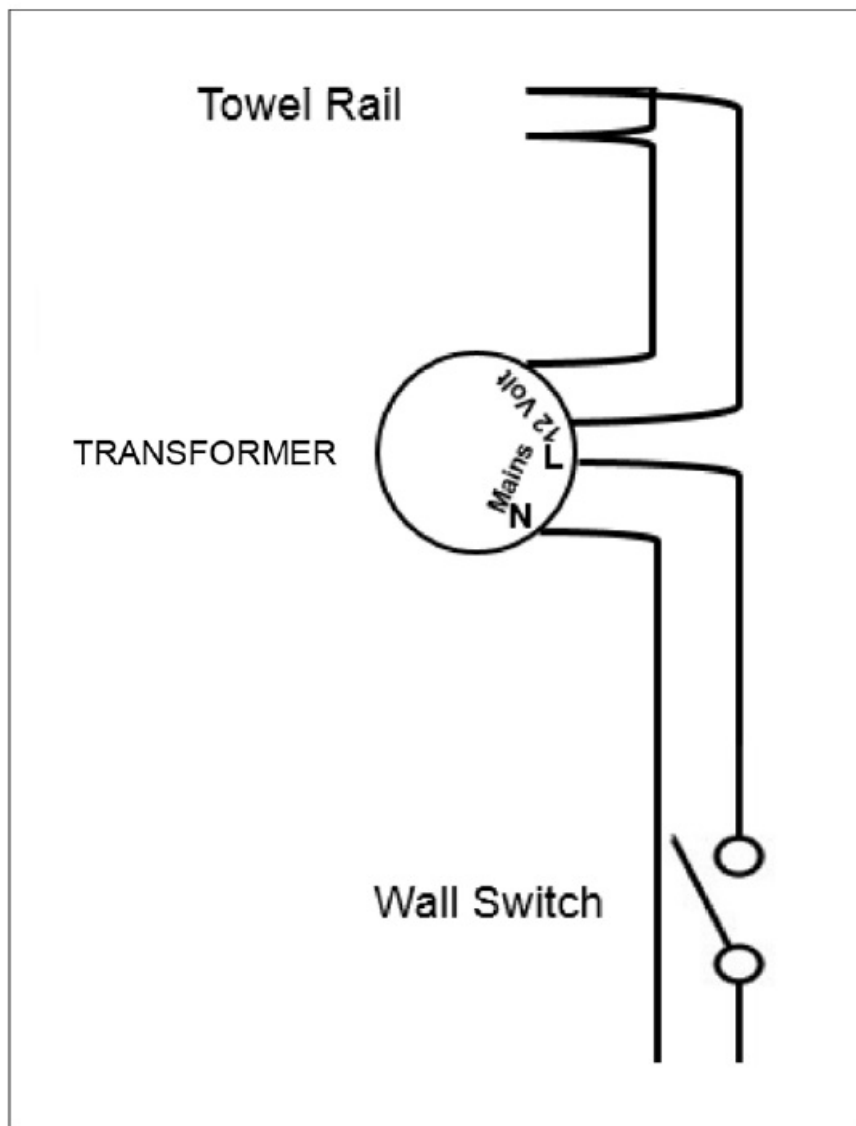 Towel Rail
12 Volt
TRANSFORMER
Mains
L
N
Wall Switch